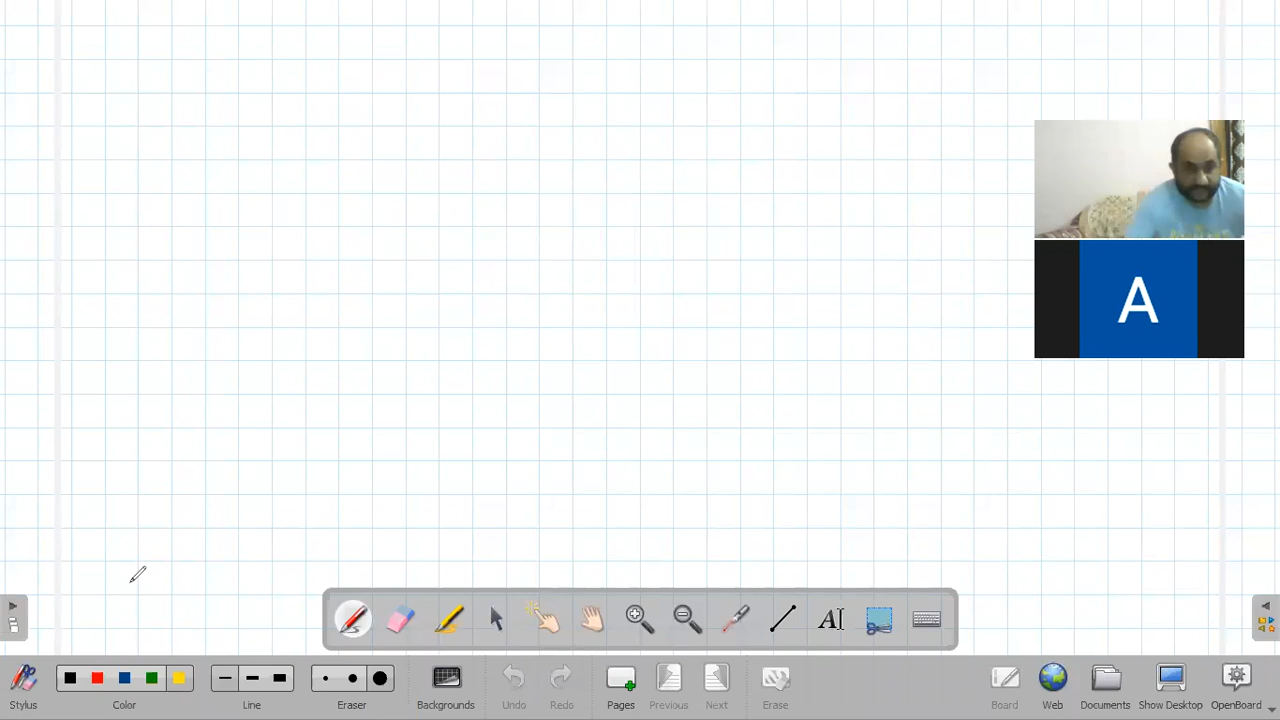 A
A
Stylus
Color
Line
Eraser
Backgrounds
Undo
Redo
Pages
Previous
Next
Erase
Board
Web
Documents
Show Desktop
OpenBoard